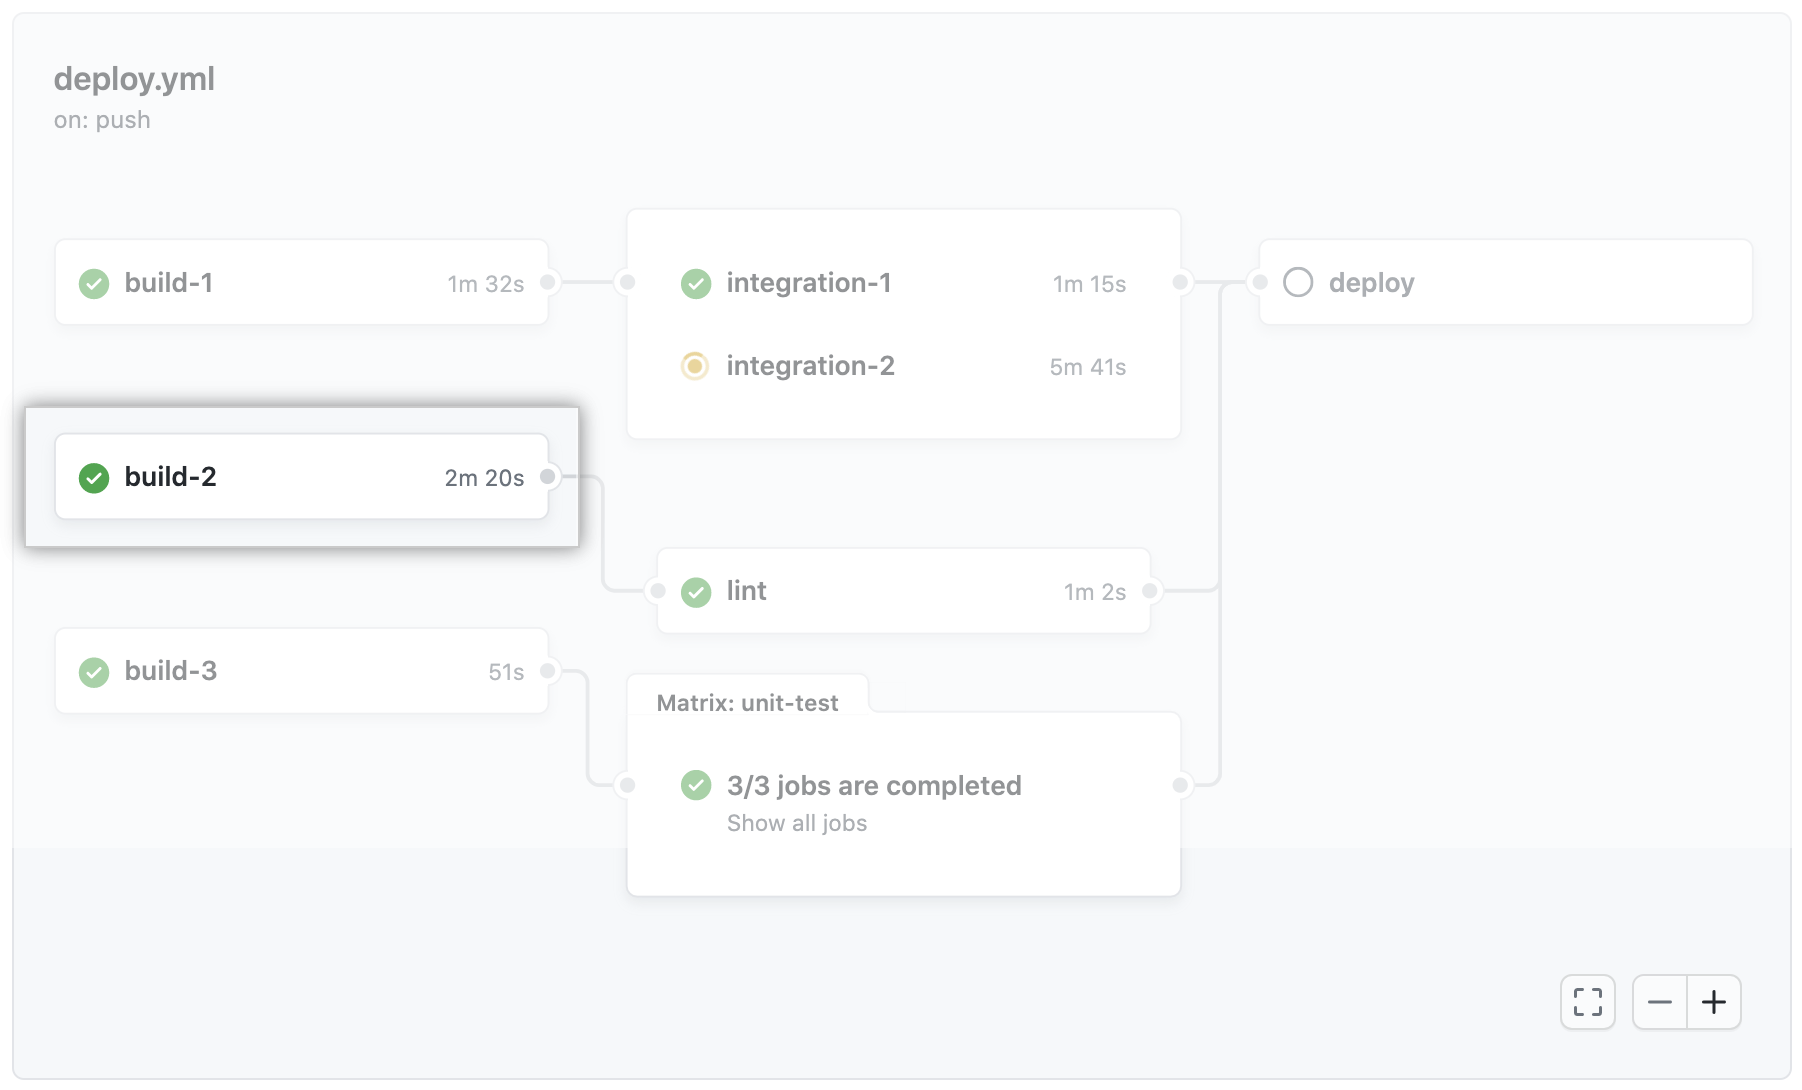 deploy.yml
on: push
build-1 1m 32s
integration-1 1m 15s
deploy
integration-2 5m 41s
build-2 2m 20s
lint 1m 2s
build-3 51s
Matrix: unit-test
3/3 jobs are completed
Show all jobs